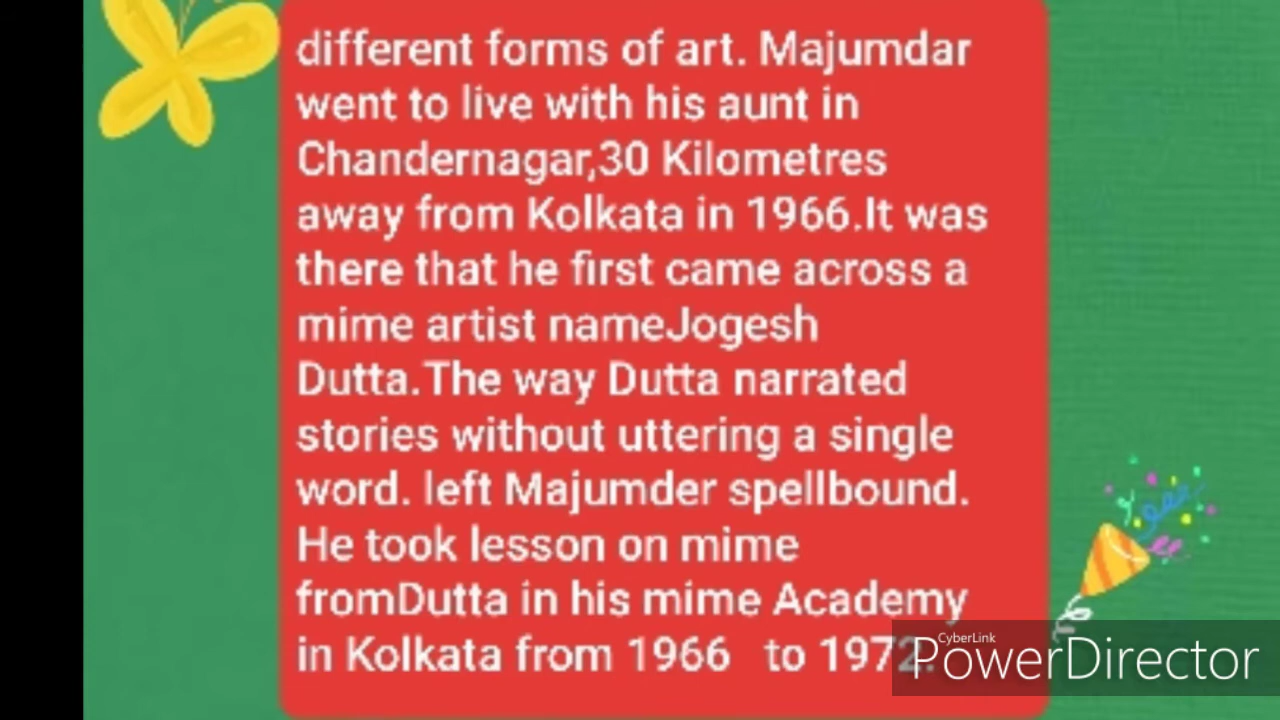 different forms of art. Majumdar
went to live with his aunt in
Chandernagar,30 Kilometres
away from Kolkata in 1966.It was
there that he first came across a
mime artist nameJogesh
Dutta.The way Dutta narrated
stories without uttering a single
word. left Majumder spellbound.
He took lesson on mime
fromDutta in his mime Academy
in Kolkata from 1966 to 1972.
CyberLink
PowerDirector